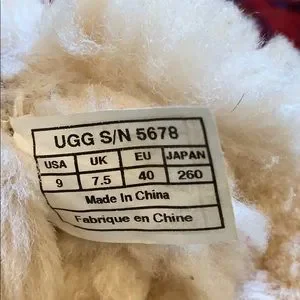 UGG S/N 5678
USA UK EU JAPAN
9 7.5 40 260
Made In China
Fabrique en Chine